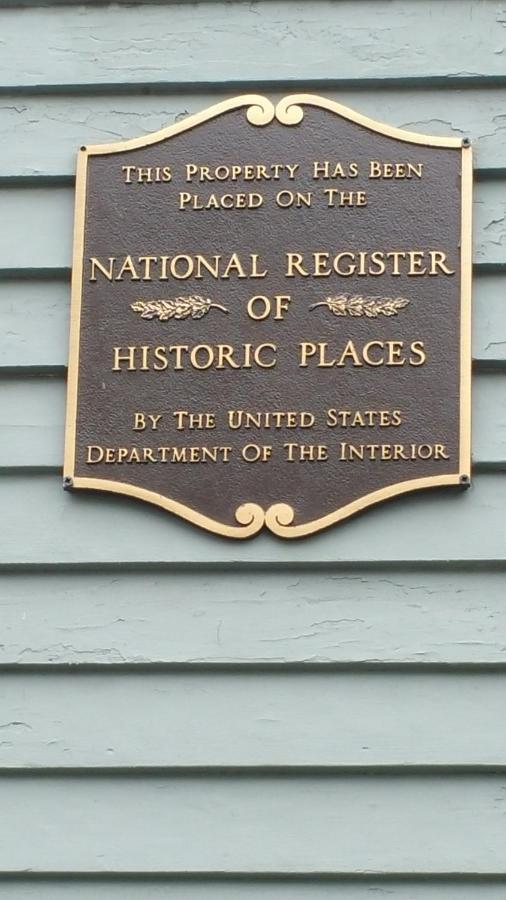 This Property Has Been
Placed On The
NATIONAL REGISTER
OF
HISTORIC PLACES
By The United States
Department Of The Interior